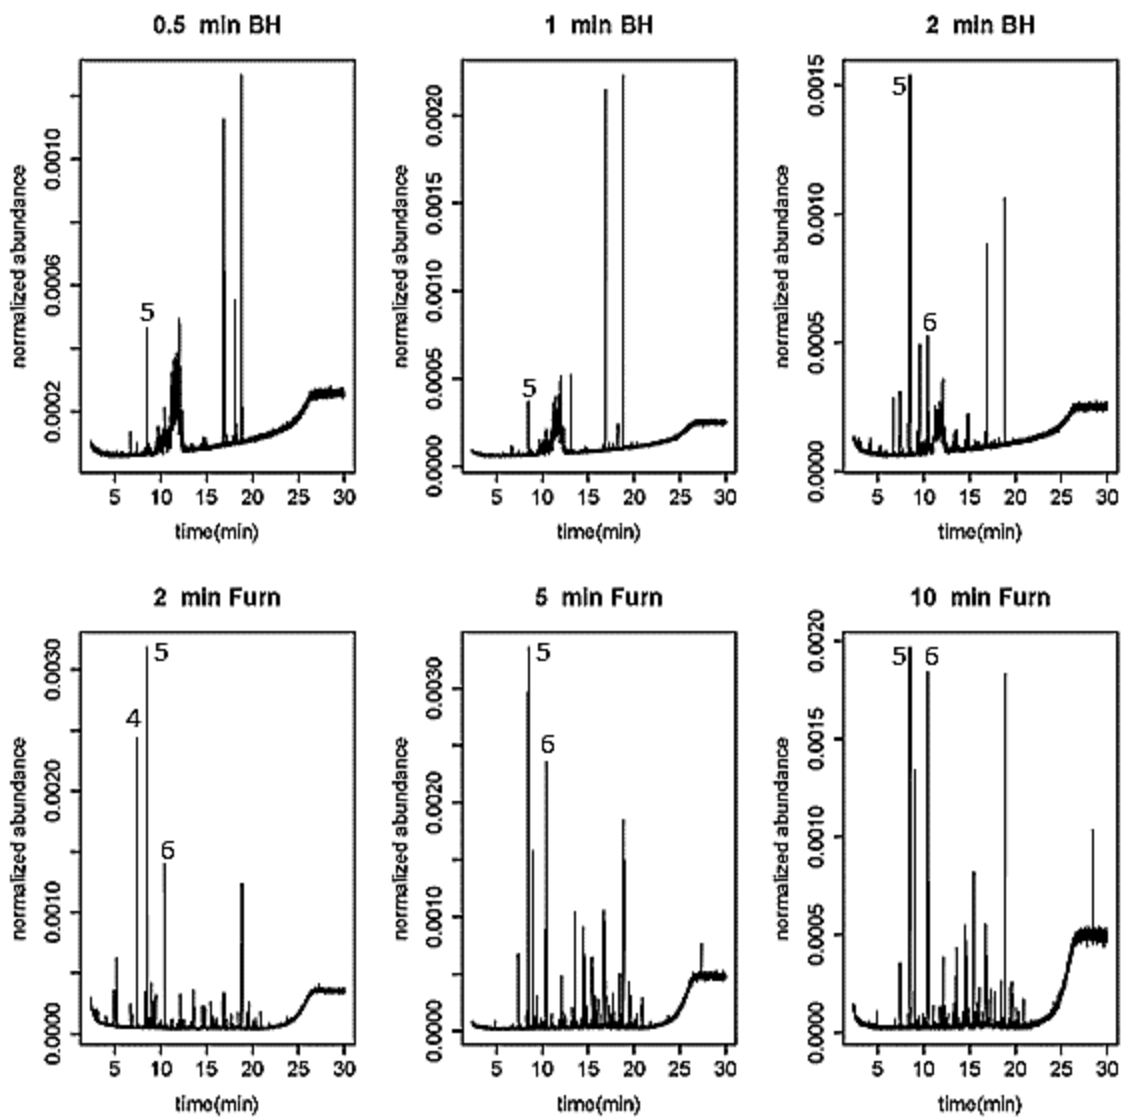 0.5 min BH
1 min BH
2 min BH
normalized abundance
0.0002 0.0006 0.0010
5
5 10 15 20 25 30
time(min)
normalized abundance
0.0000 0.0005 0.0010 0.0015 0.0020
5
5 10 15 20 25 30
time(min)
normalized abundance
0.0000 0.0005 0.0010 0.0015
5
6
5 10 15 20 25 30
time(min)
2 min Furn
5 min Furn
10 min Furn
normalized abundance
0.0000 0.0010 0.0020 0.0030
5
4
6
5 10 15 20 25 30
time(min)
normalized abundance
0.0000 0.0010 0.0020 0.0030
5
6
5 10 15 20 25 30
time(min)
normalized abundance
0.0000 0.0005 0.0010 0.0015 0.0020
5 6
5 10 15 20 25 30
time(min)